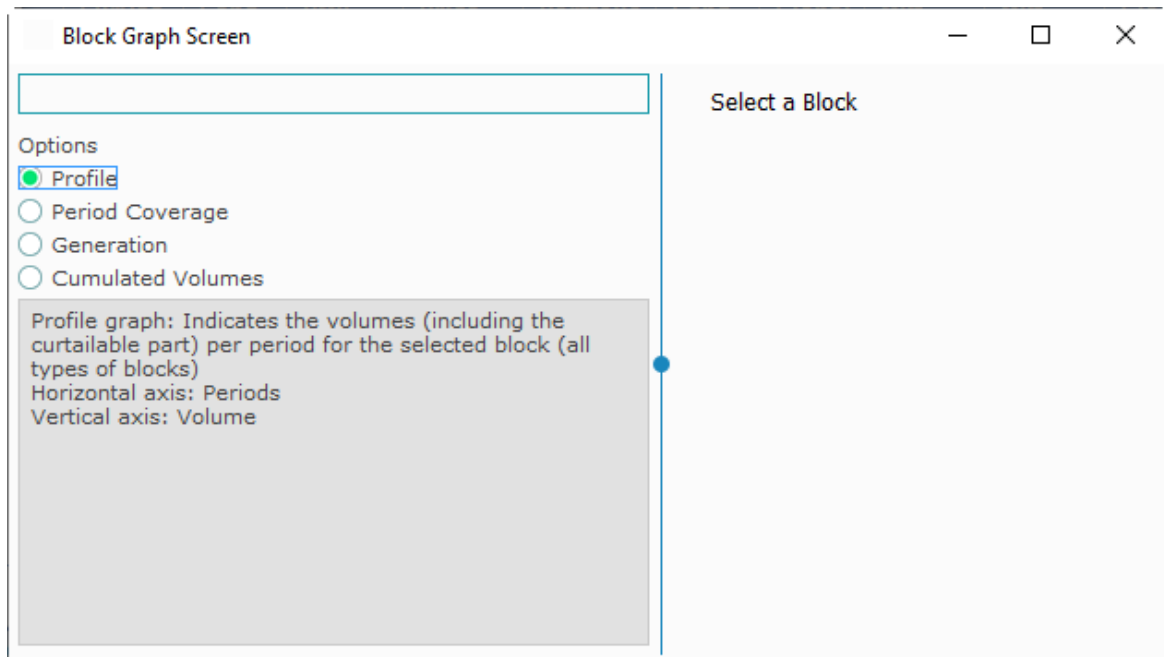 Block Graph Screen
Select a Block
Options
Profile
Period Coverage
Generation
Cumulated Volumes
Profile graph: Indicates the volumes (including the
curtailable part) per period for the selected block (all
types of blocks)
Horizontal axis: Periods
Vertical axis: Volume